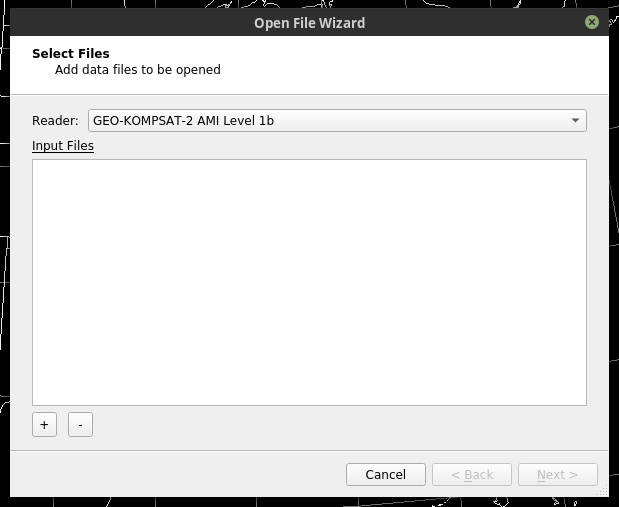 Open File Wizard
Select Files
Add data files to be opened
Reader: GEO-KOMPSAT-2 AMI Level 1b
Input Files
+ -
Cancel < Back Next >